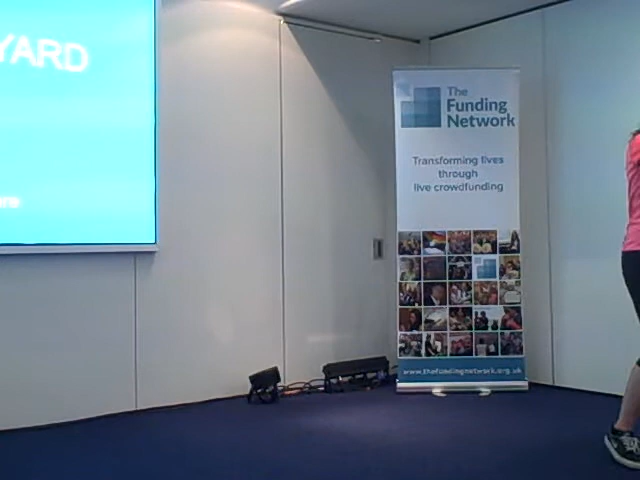 YARD
The
Funding
Network
Transforming lives
through
live crowdfunding
www.thefundingnetwork.org.uk